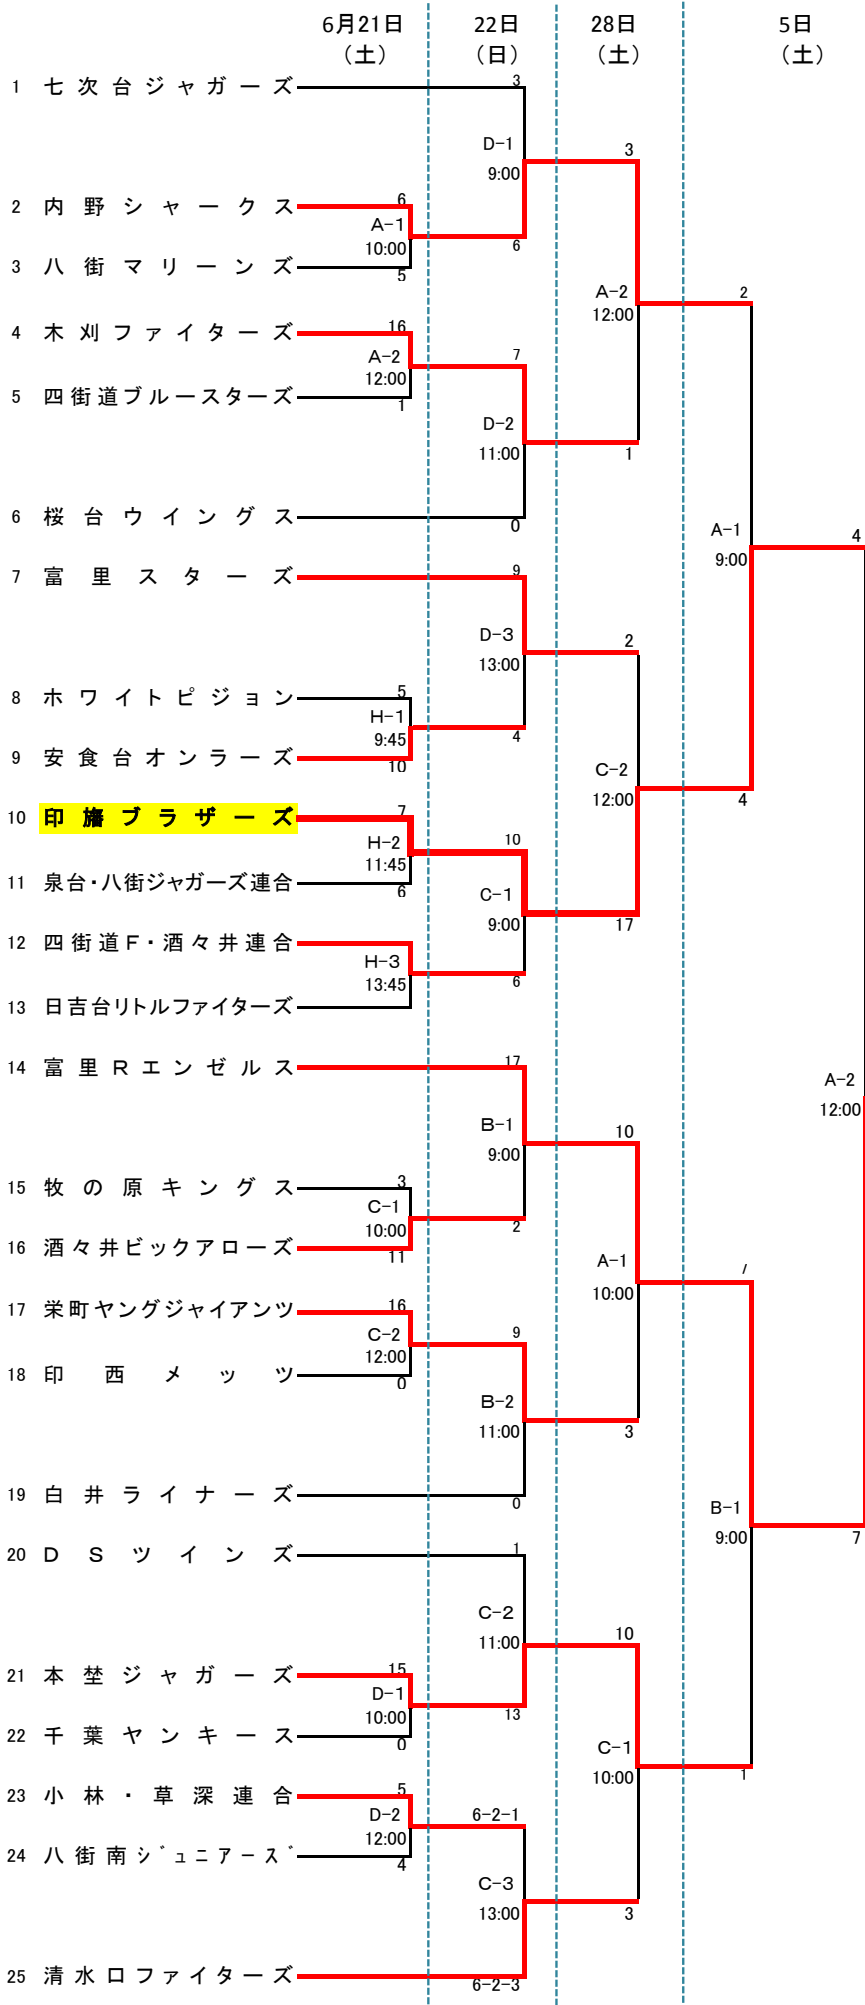 6月21日 22日 28日 5日
（土） （日） （土） （土）
3
1 七次台ジャガーズ
D-1 3
9:00
6
2 内野シャークス
A-1
10:00 6
3 八街マリーンズ
5
A-2 2
12:00
16
4 木刈ファイターズ
A-2 7
12:00
5 四街道ブルースターズ
1
D-2
11:00 1
6 桜台ウイングス
0
A-1 4
9:00
9
7 富里スターズ
D-3 2
13:00
5
8 ホワイトピジョン
H-1
9:45 4
9 安食台オンラーズ
10
C-2
12:00 4
7
10 印旛ブラザーズ
H-2 10
11:45
11 泉台・八街ジャガーズ連合
6
C-1
9:00 17
12 四街道F・酒々井連合
H-3
13:45 6
13 日吉台リトルファイターズ
17
14 富里Rエンゼルス
A-2
12:00
B-1 10
9:00
3
15 牧の原キングス
C-1
10:00 2
16 酒々井ビックアローズ
11
A-1
10:00
16
17 栄町ヤングジャイアンツ
C-2 9
12:00
18 印西メッツ
0
B-2
11:00 3
19 白井ライナーズ
0
B-1
9:00 7
1
20 DSツインズ
C-2 10
11:00
15
21 本埜ジャガーズ
D-1
10:00 13
22 千葉ヤンキース
0
C-1
10:00 1
5
23 小林・草深連合
D-2 6-2-1
12:00
24 八街南ｼﾞｭﾆｱｰｽﾞ
4
C-3
13:00 3
25 清水口ファイターズ
6-2-3